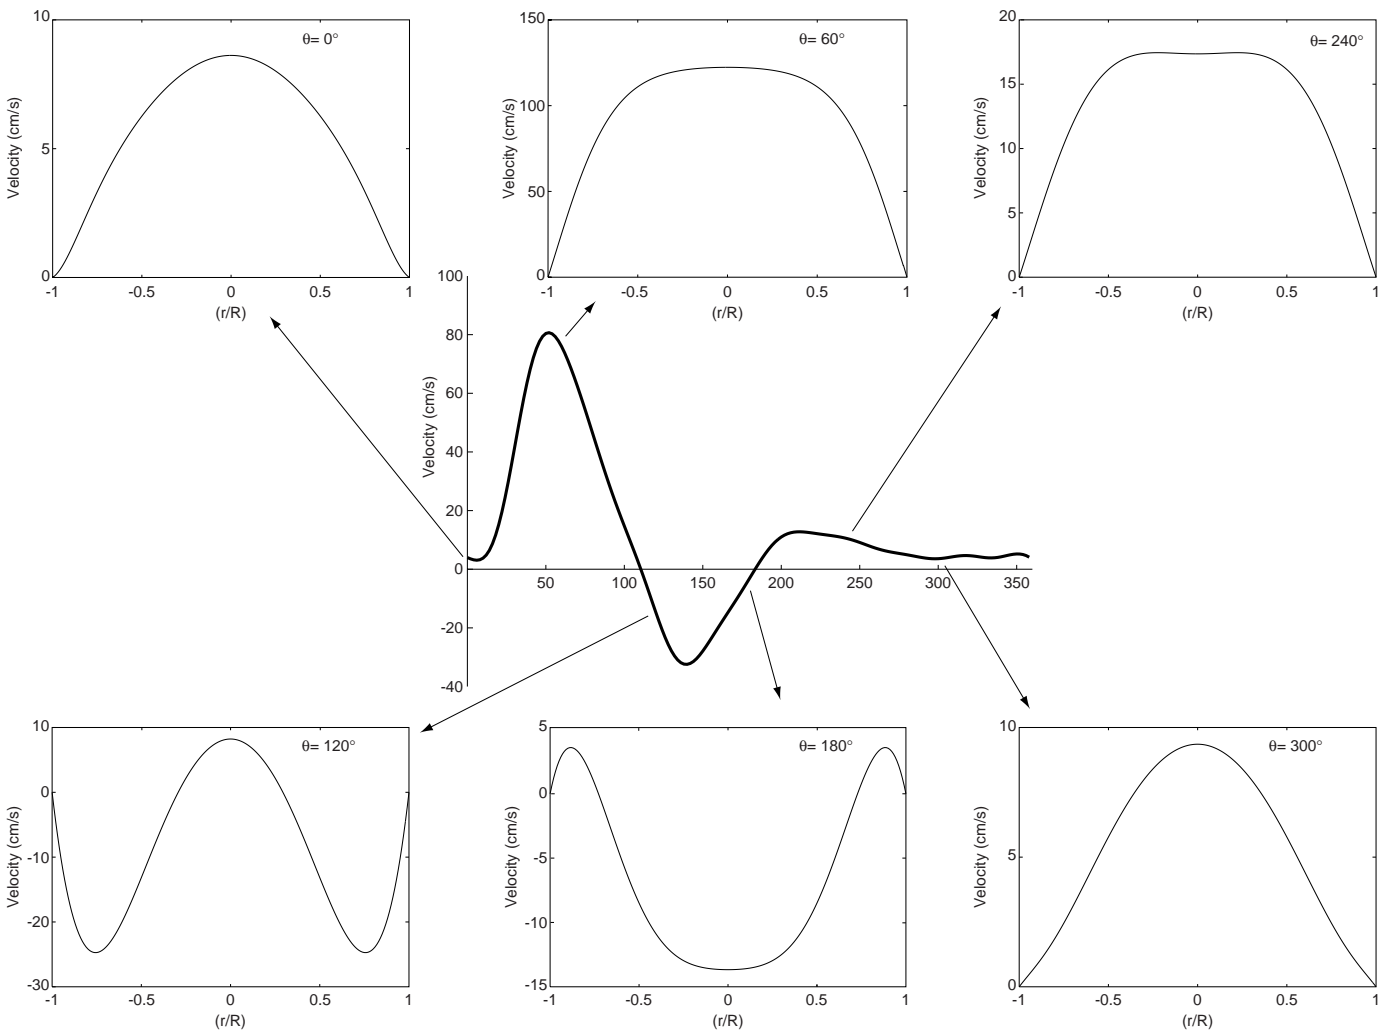 θ= 0°
10
5
0
Velocity (cm/s)
-1 -0.5 0 0.5 1
(r/R)
θ= 60°
150
100
50
0
Velocity (cm/s)
-1 -0.5 0 0.5 1
(r/R)
θ= 240°
20
15
10
5
0
Velocity (cm/s)
-1 -0.5 0 0.5 1
(r/R)
100
80
60
40
20
0
-20
-40
Velocity (cm/s)
50 100 150 200 250 300 350
θ= 120°
10
0
-10
-20
-30
Velocity (cm/s)
-1 -0.5 0 0.5 1
(r/R)
θ= 180°
5
0
-5
-10
-15
Velocity (cm/s)
-1 -0.5 0 0.5 1
(r/R)
θ= 300°
10
5
0
Velocity (cm/s)
-1 -0.5 0 0.5 1
(r/R)